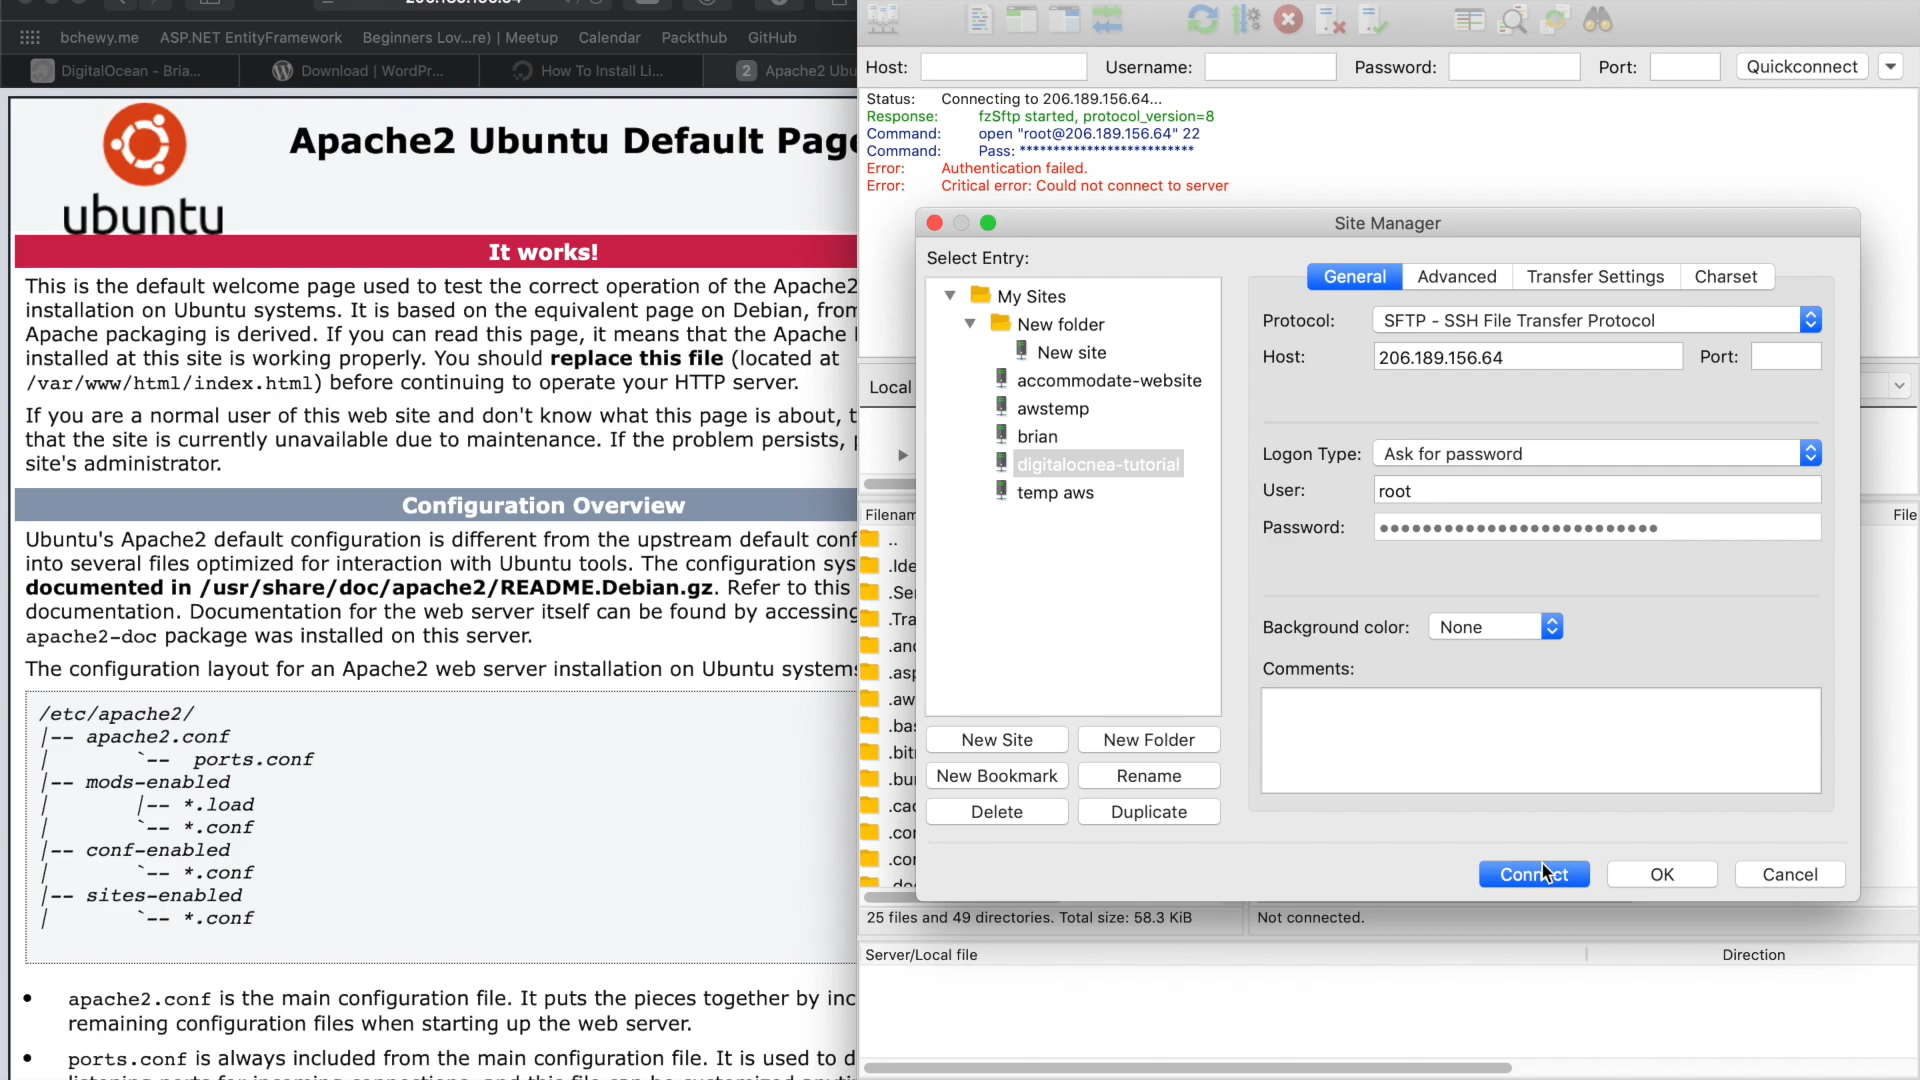 bchewy.me ASP.NET EntityFramework Beginners Lov...re) | Meetup Calendar Packthub GitHub
DigitalOcean - Bria... Download | WordPr... How To Install Li... 2 Apache2 Ubu
Apache2 Ubuntu Default Page
ubuntu
It works!
This is the default welcome page used to test the correct operation of the Apache2
installation on Ubuntu systems. It is based on the equivalent page on Debian, from
Apache packaging is derived. If you can read this page, it means that the Apache
installed at this site is working properly. You should replace this file (located at
/var/www/html/index.html) before continuing to operate your HTTP server.
If you are a normal user of this web site and don't know what this page is about,
that the site is currently unavailable due to maintenance. If the problem persists,
site's administrator.
Configuration Overview
Ubuntu's Apache2 default configuration is different from the upstream default conf
into several files optimized for interaction with Ubuntu tools. The configuration sys
documented in /usr/share/doc/apache2/README.Debian.gz. Refer to this
documentation. Documentation for the web server itself can be found by accessing
apache2-doc package was installed on this server.
The configuration layout for an Apache2 web server installation on Ubuntu systems
/etc/apache2/
|-- apache2.conf
|       `-- ports.conf
|-- mods-enabled
|       |-- *.load
|       `-- *.conf
|-- conf-enabled
|       `-- *.conf
|-- sites-enabled
|       `-- *.conf
• apache2.conf is the main configuration file. It puts the pieces together by inc
remaining configuration files when starting up the web server.
• ports.conf is always included from the main configuration file. It is used to d
Host: Username: Password: Port: Quickconnect
Status: Connecting to 206.189.156.64...
Response: fzSftp started, protocol_version=8
Command: open "root@206.189.156.64" 22
Command: Pass: **************************
Error: Authentication failed.
Error: Critical error: Could not connect to server
Local
Filenam
File
..
.Ide
.Ser
.Tra
.and
.asp
.aw
.bas
.bit
.bur
.cac
.cor
.cor
.do
25 files and 49 directories. Total size: 58.3 KiB
Not connected.
Server/Local file Direction
Site Manager
Select Entry:
My Sites
New folder
New site
accommodate-website
awstemp
brian
digitalocnea-tutorial
temp aws
New Site New Folder
New Bookmark Rename
Delete Duplicate
General Advanced Transfer Settings Charset
Protocol: SFTP - SSH File Transfer Protocol
Host: 206.189.156.64 Port:
Logon Type: Ask for password
User: root
Password: ••••••••••••••••••••••••••
Background color: None
Comments:
Connect OK Cancel